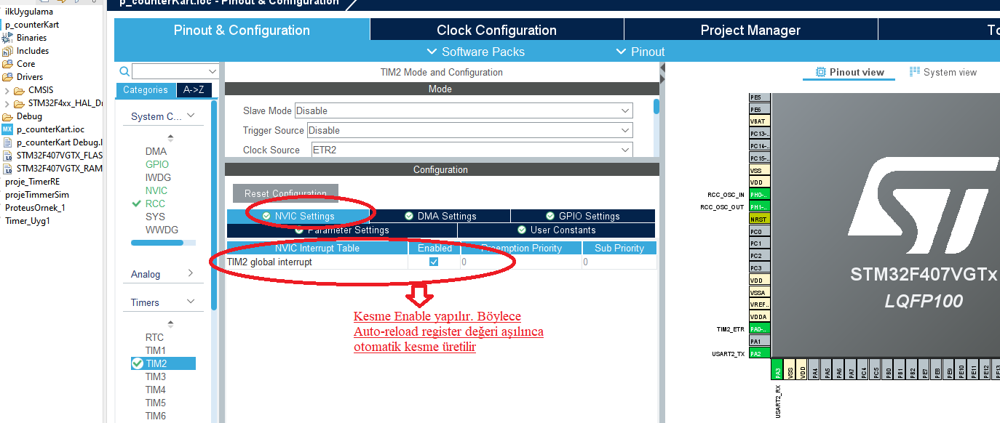 p_counterKart.ioc - Pinout & Configuration
ilkUygulama
p_counterKart
Binaries
Includes
Core
Drivers
CMSIS
STM32F4xx_HAL_Dr
Debug
p_counterKart.ioc
p_counterKart Debug.l
STM32F407VGTX_FLAS
STM32F407VGTX_RAM
proje_TimerRE
projeTimmerSim
ProteusOrnek_1
Timer_Uyg1
Pinout & Configuration
Clock Configuration
Project Manager
To
Software Packs
Pinout
Categories
A->Z
System C...
DMA
GPIO
IWDG
NVIC
RCC
SYS
WWDG
Analog
Timers
RTC
TIM1
TIM2
TIM3
TIM4
TIM5
TIM6
TIM2 Mode and Configuration
Mode
Slave Mode Disable
Trigger Source Disable
Clock Source ETR2
Configuration
Reset Configuration
NVIC Settings
DMA Settings
GPIO Settings
Parameter Settings
User Constants
NVIC Interrupt Table
Enabled
Preemption Priority
Sub Priority
TIM2 global interrupt
0
0
Kesme Enable yapılır. Böylece
Auto-reload register değeri aşılınca
otomatik kesme üretilir
Pinout view
System view
PE5
PE6
VBAT
PC13-..
PC14-..
PC15-..
VSS
VDD
RCC_OSC_IN PH0-..
RCC_OSC_OUT PH1-..
NRST
PC0
PC1
PC2
PC3
VDD
VSSA
VREF..
VDDA
TIM2_ETR PA0-..
PA1
USART2_TX PA2
PA3
VSS
VDD
PA4
PA5
PA6
PA7
PC4
PC5
PB0
PB1
PB2
PE7
PE8
PE9
PE10
PE11
PE12
PE13
USART2_RX
STM32F407VGTx
LQFP100